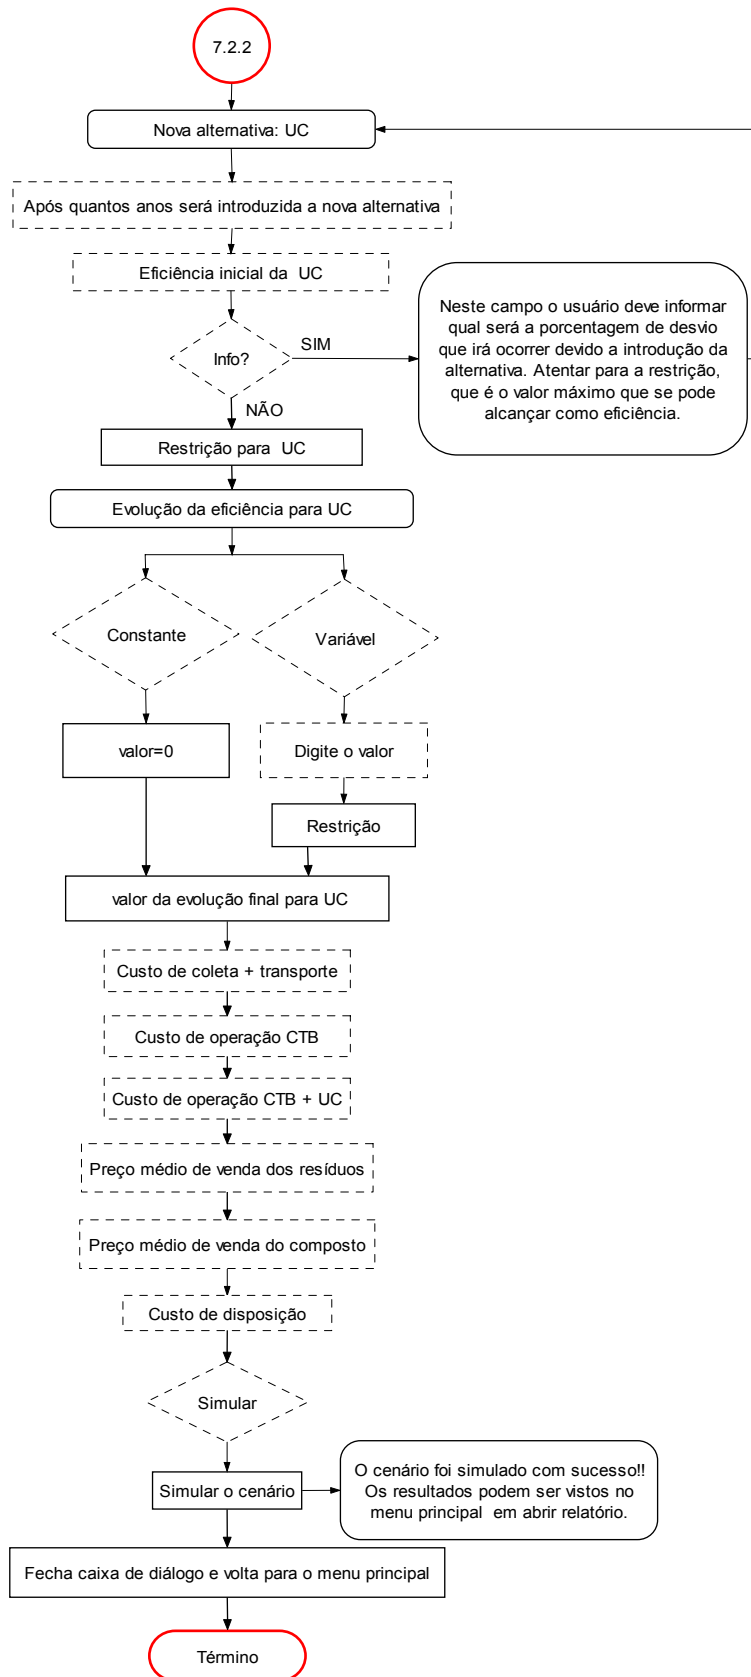 7.2.2
Nova alternativa: UC
Após quantos anos será introduzida a nova alternativa
Eficiência inicial da UC
Info?
SIM
Neste campo o usuário deve informar
qual será a porcentagem de desvio
que irá ocorrer devido a introdução da
alternativa. Atentar para a restrição,
que é o valor máximo que se pode
alcançar como eficiência.
NÃO
Restrição para UC
Evolução da eficiência para UC
Constante
Variável
valor=0
Digite o valor
Restrição
valor da evolução final para UC
Custo de coleta + transporte
Custo de operação CTB
Custo de operação CTB + UC
Preço médio de venda dos resíduos
Preço médio de venda do composto
Custo de disposição
Simular
Simular o cenário
O cenário foi simulado com sucesso!!
Os resultados podem ser vistos no
menu principal em abrir relatório.
Fecha caixa de diálogo e volta para o menu principal
Término